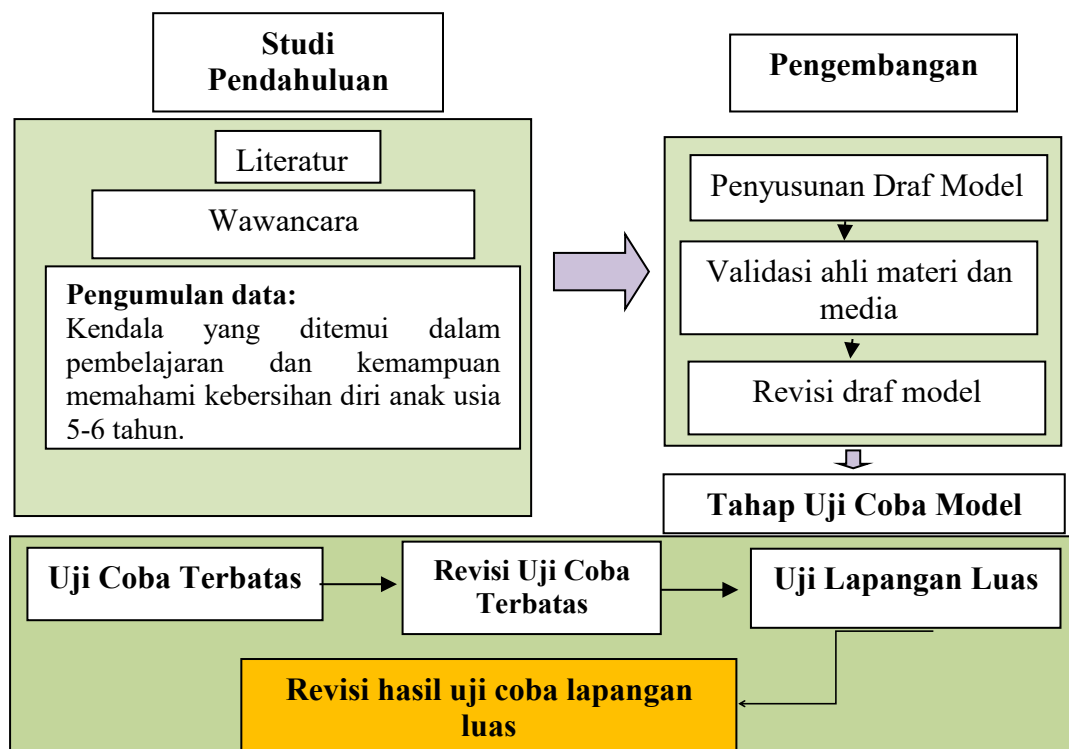 Studi
Pendahuluan
Literatur
Wawancara
Pengumulan data:
Kendala yang ditemui dalam
pembelajaran dan kemampuan
memahami kebersihan diri anak usia
5-6 tahun.
Pengembangan
Penyusunan Draf Model
Validasi ahli materi dan
media
Revisi draf model
Tahap Uji Coba Model
Uji Coba Terbatas
Revisi Uji Coba
Terbatas
Uji Lapangan Luas
Revisi hasil uji coba lapangan
luas